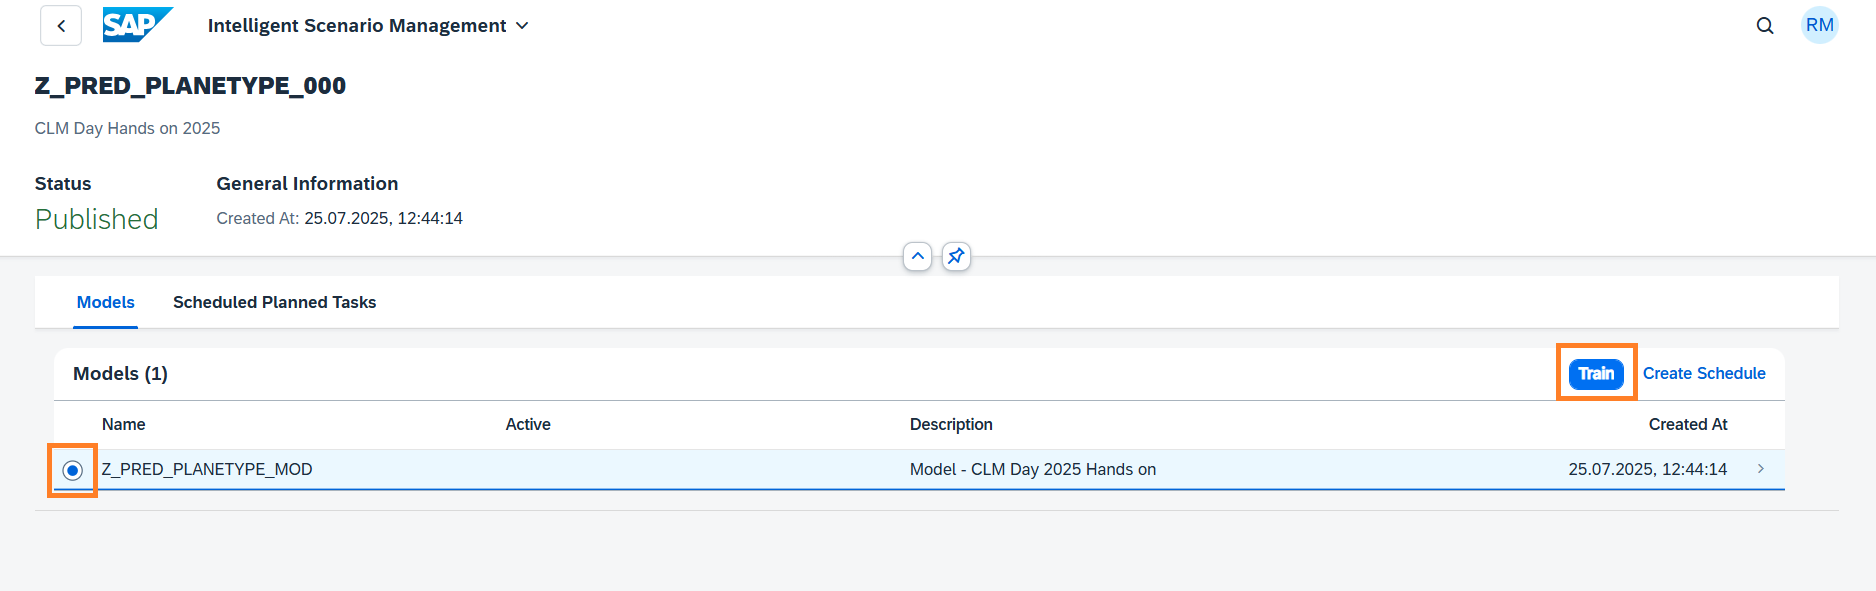 SAP Intelligent Scenario Management RM
Z_PRED_PLANETYPE_000
CLM Day Hands on 2025
Status General Information
Published Created At: 25.07.2025, 12:44:14
Models Scheduled Planned Tasks
Models (1) Train Create Schedule
Name Active Description Created At
Z_PRED_PLANETYPE_MOD Model - CLM Day 2025 Hands on 25.07.2025, 12:44:14